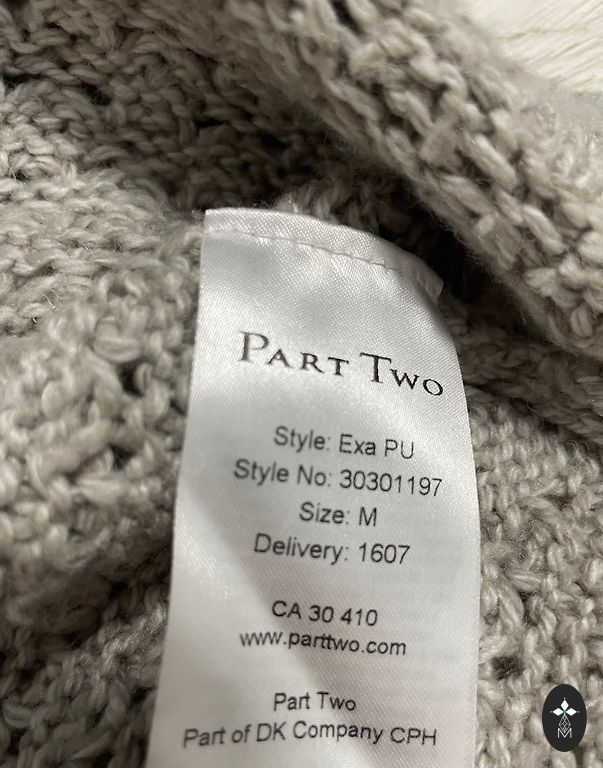 PART TWO
Style: Exa PU
Style No: 30301197
Size: M
Delivery: 1607
CA 30 410
www.parttwo.com
Part Two
Part of DK Company CPH
M